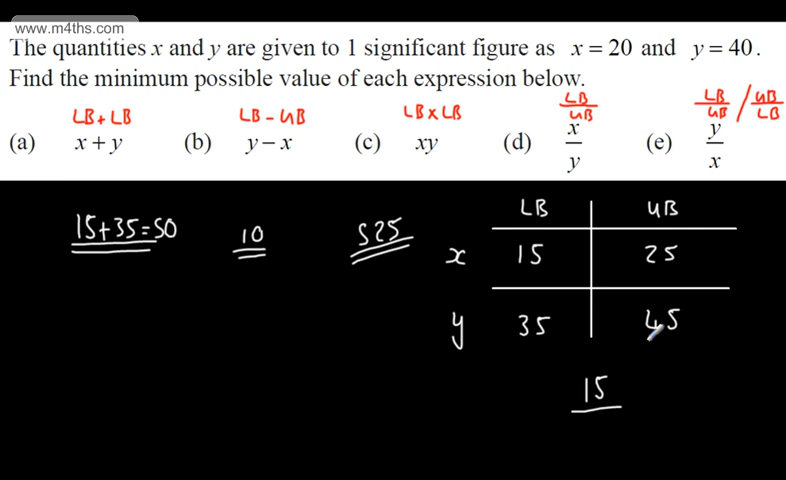 www.m4ths.com
The quantities x and y are given to 1 significant figure as x = 20 and y = 40.
Find the minimum possible value of each expression below.
LB + LB LB - UB LB x LB LB/UB LB/UB / UB/LB
(a) x + y (b) y − x (c) xy (d) x/y (e) y/x
LB UB
15+35=50 10 525 x 15 25
y 35 45
15